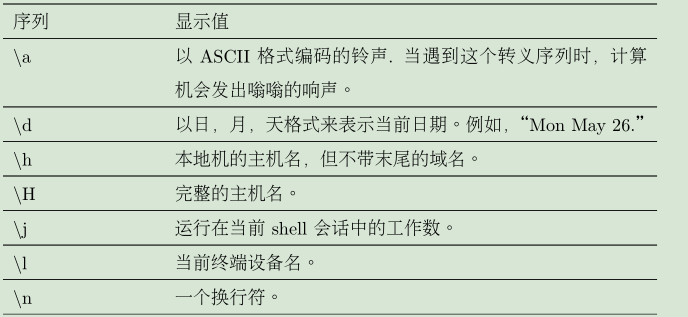 序列 显示值
\a 以 ASCII 格式编码的铃声. 当遇到这个转义序列时，计算
机会发出嗡嗡的响声。
\d 以日，月，天格式来表示当前日期。例如，“Mon May 26.”
\h 本地机的主机名，但不带末尾的域名。
\H 完整的主机名。
\j 运行在当前 shell 会话中的工作数。
\l 当前终端设备名。
\n 一个换行符。